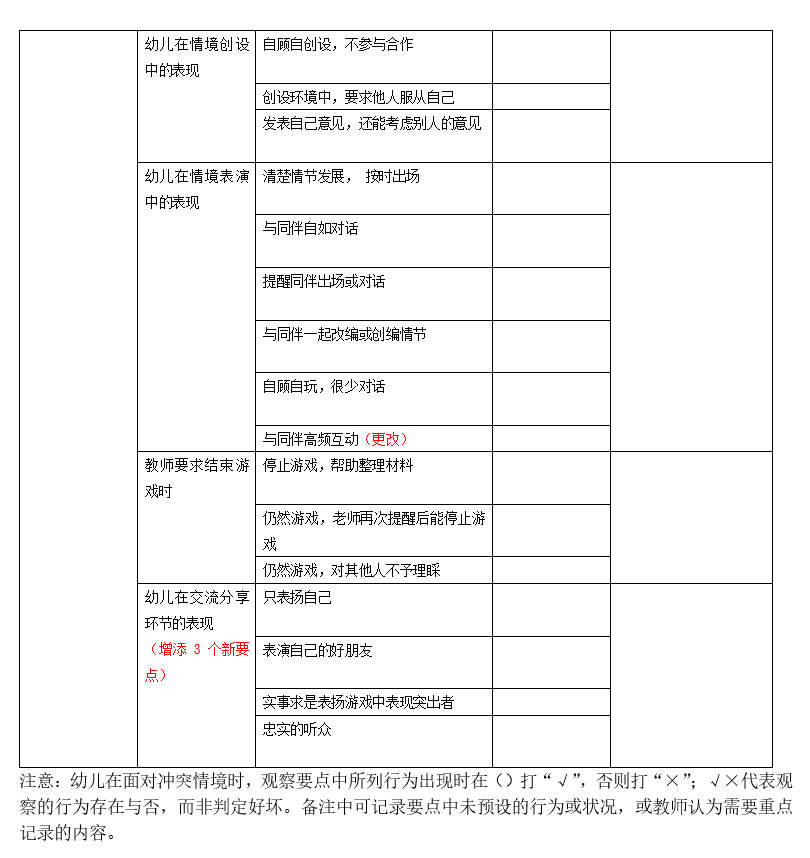 幼儿在情境创设
中的表现
自顾自创设，不参与合作
创设环境中，要求他人服从自己
发表自己意见，还能考虑别人的意见
幼儿在情境表演
中的表现
清楚情节发展， 按时出场
与同伴自如对话
提醒同伴出场或对话
与同伴一起改编或创编情节
自顾自玩，很少对话
与同伴高频互动（更改）
教师要求结束游
戏时
停止游戏，帮助整理材料
仍然游戏，老师再次提醒后能停止游
戏
仍然游戏，对其他人不予理睬
幼儿在交流分享
环节的表现
（增添 3 个新要
点）
只表扬自己
表演自己的好朋友
实事求是表扬游戏中表现突出者
忠实的听众
注意：幼儿在面对冲突情境时，观察要点中所列行为出现时在（）打“√”，否则打“×”；√×代表观
察的行为存在与否，而非判定好坏。备注中可记录要点中未预设的行为或状况，或教师认为需要重点
记录的内容。